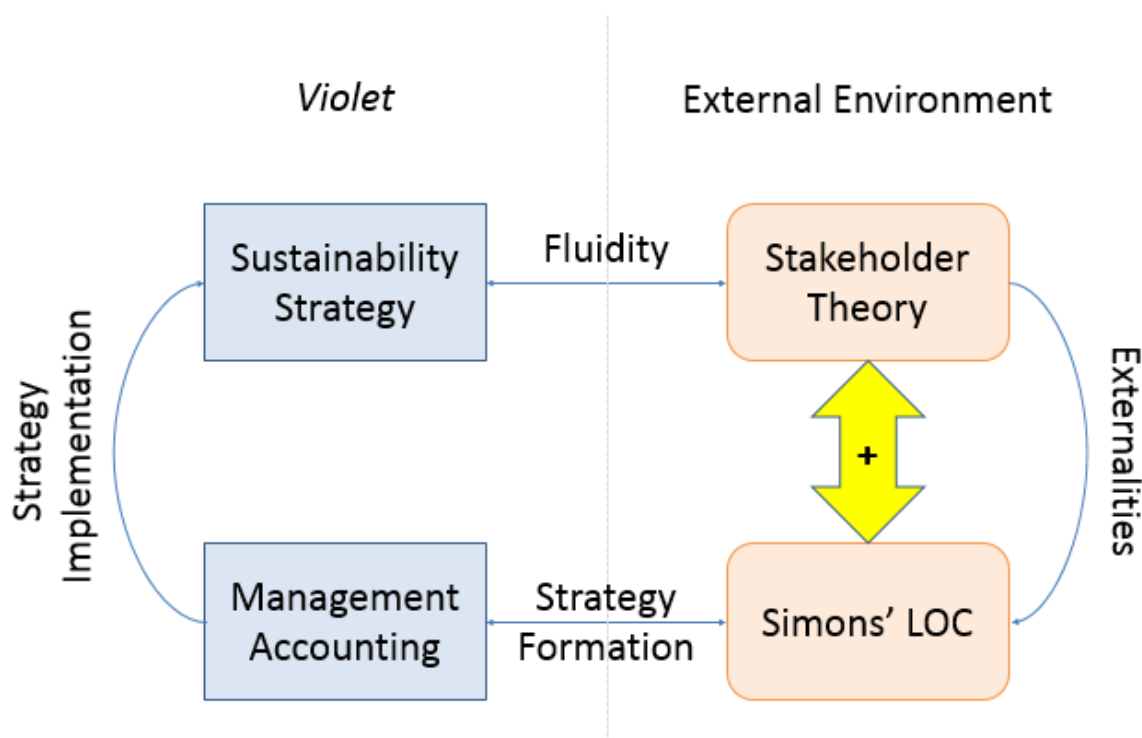 Violet
External Environment
Sustainability
Strategy
Fluidity
Stakeholder
Theory
Strategy
Implementation
+
Externalities
Management
Accounting
Strategy
Formation
Simons’ LOC